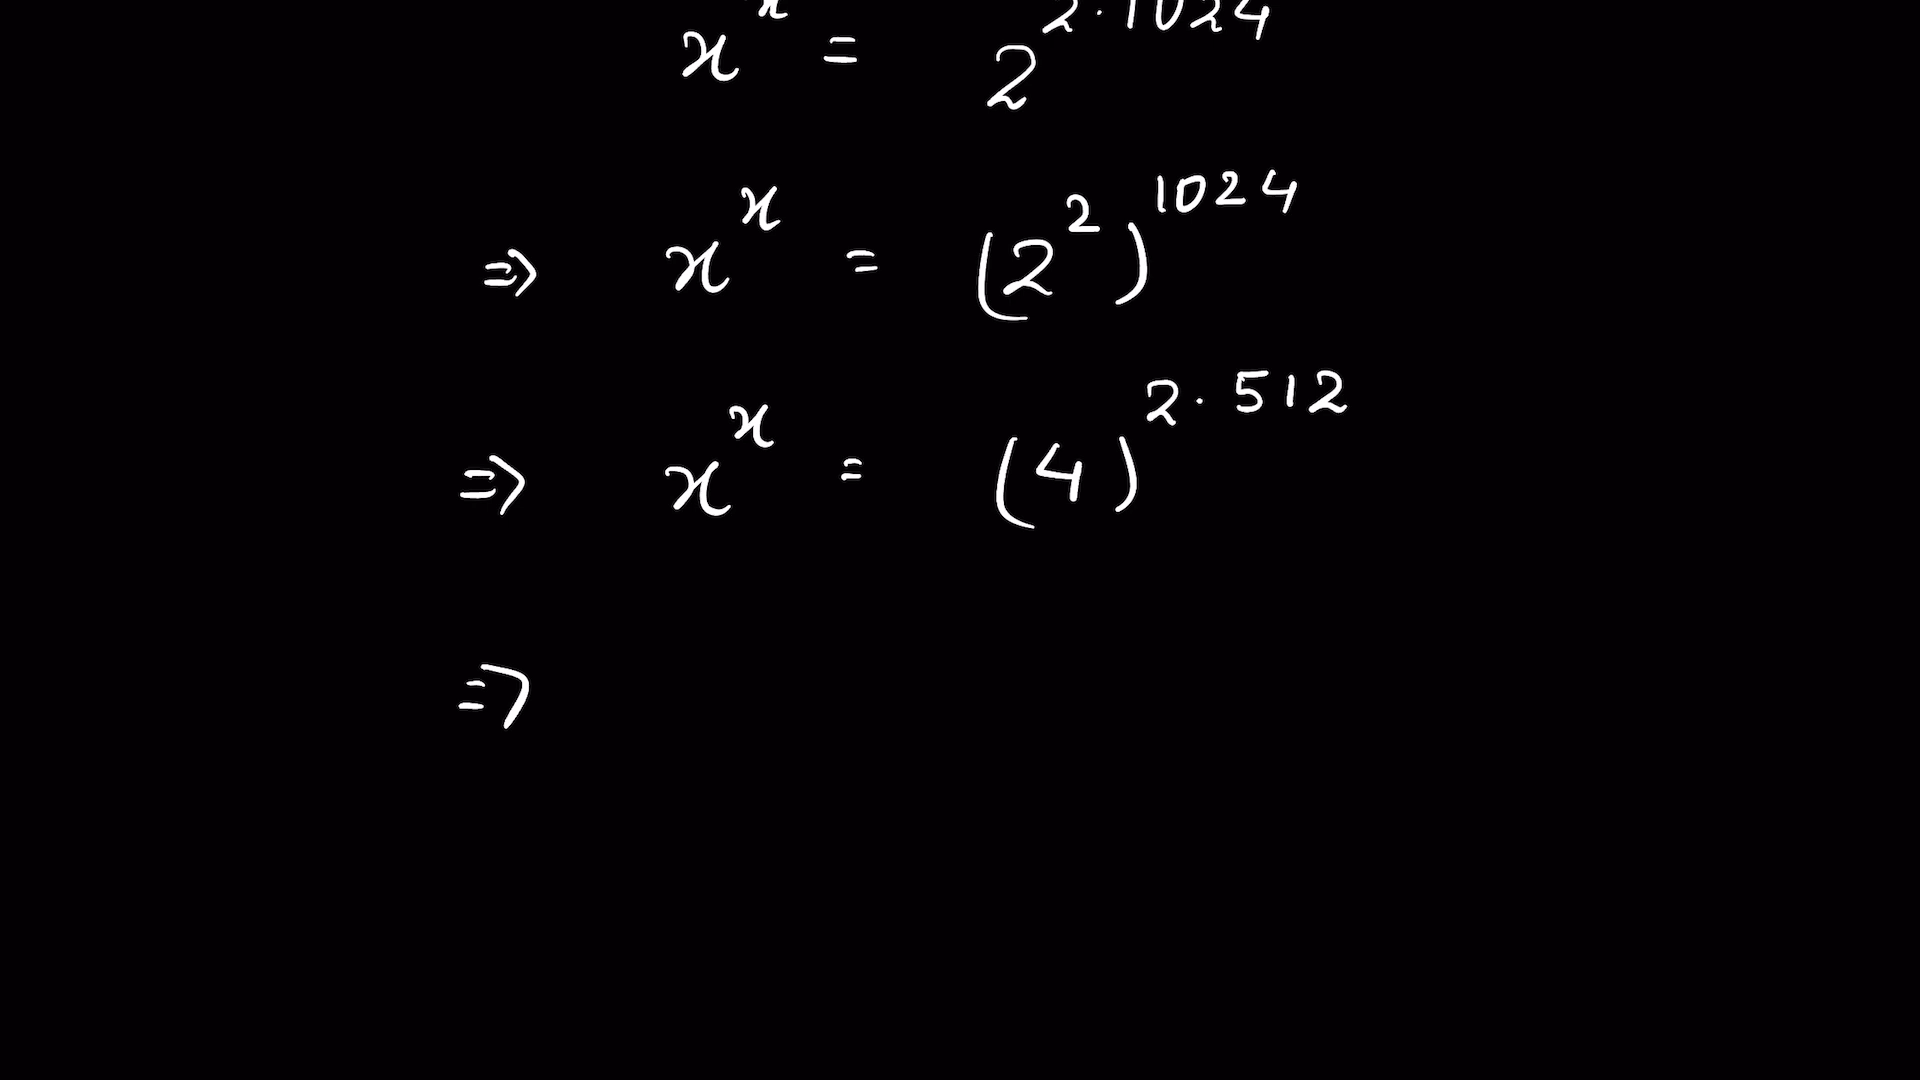 x^x = 2^{2·1024}
⇒ x^x = (2^2)^{1024}
⇒ x^x = (4)^{2·512}
⇒